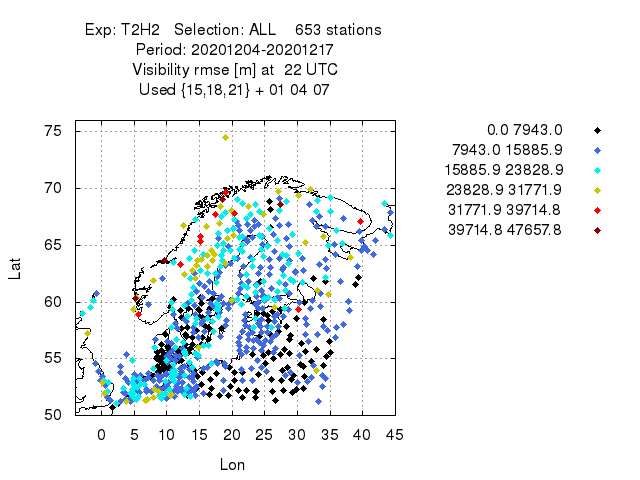 Exp: T2H2 Selection: ALL 653 stations
Period: 20201204-20201217
Visibility rmse [m] at 22 UTC
Used {15,18,21} + 01 04 07
75
70
65
60
55
50
Lat
0 5 10 15 20 25 30 35 40 45
Lon
0.0 7943.0
7943.0 15885.9
15885.9 23828.9
23828.9 31771.9
31771.9 39714.8
39714.8 47657.8